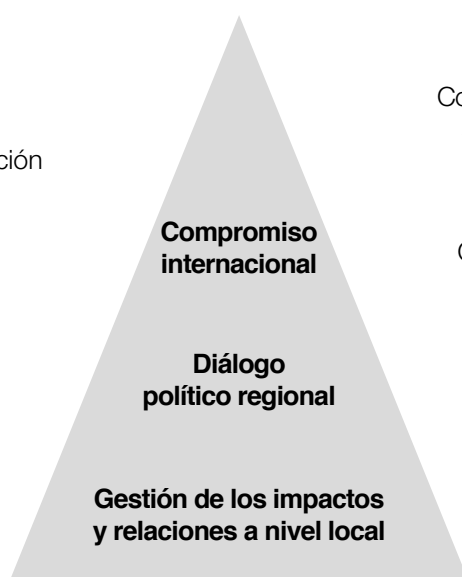 Compromiso
internacional
Diálogo
político regional
Gestión de los impactos
y relaciones a nivel local